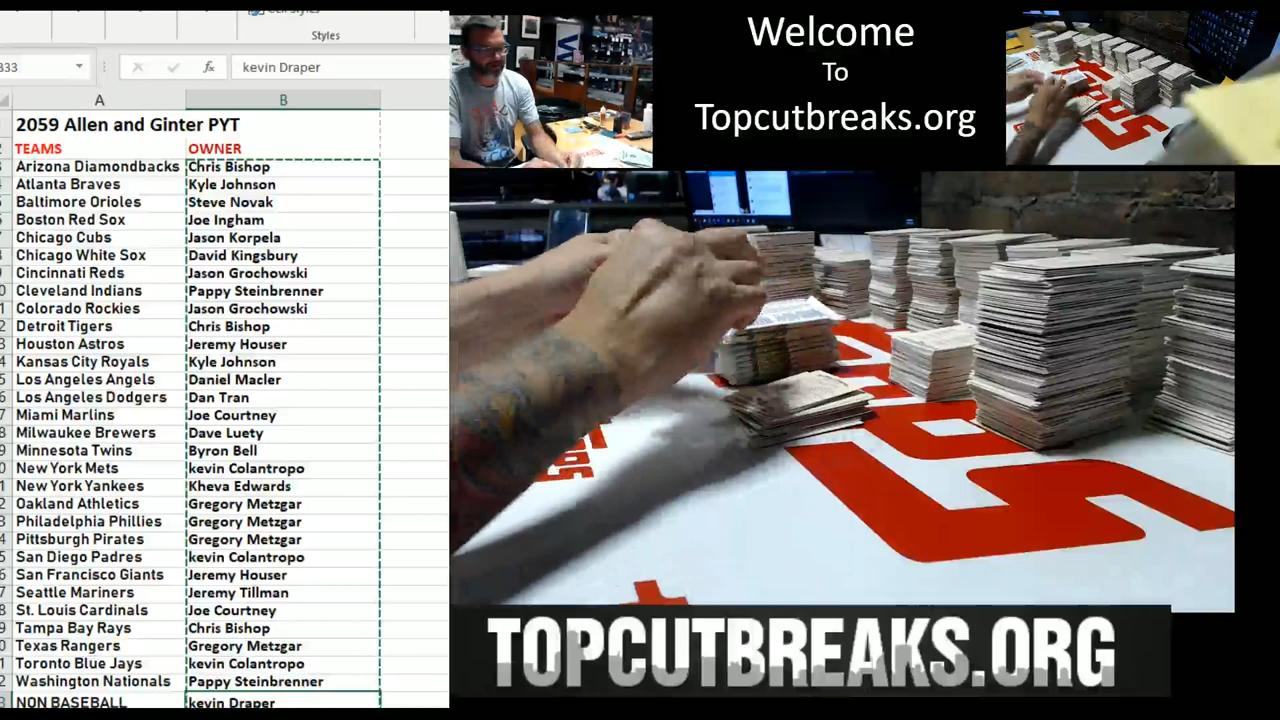 Styles
B33
fx
kevin Draper
A
B
2059 Allen and Ginter PYT
TEAMS OWNER
Arizona Diamondbacks Chris Bishop
Atlanta Braves Kyle Johnson
Baltimore Orioles Steve Novak
Boston Red Sox Joe Ingham
Chicago Cubs Jason Korpela
Chicago White Sox David Kingsbury
Cincinnati Reds Jason Grochowski
Cleveland Indians Pappy Steinbrenner
Colorado Rockies Jason Grochowski
Detroit Tigers Chris Bishop
Houston Astros Jeremy Houser
Kansas City Royals Kyle Johnson
Los Angeles Angels Daniel Macler
Los Angeles Dodgers Dan Tran
Miami Marlins Joe Courtney
Milwaukee Brewers Dave Luety
Minnesota Twins Byron Bell
New York Mets kevin Colantropo
New York Yankees Kheva Edwards
Oakland Athletics Gregory Metzgar
Philadelphia Phillies Gregory Metzgar
Pittsburgh Pirates Gregory Metzgar
San Diego Padres kevin Colantropo
San Francisco Giants Jeremy Houser
Seattle Mariners Jeremy Tillman
St. Louis Cardinals Joe Courtney
Tampa Bay Rays Chris Bishop
Texas Rangers Gregory Metzgar
Toronto Blue Jays kevin Colantropo
Washington Nationals Pappy Steinbrenner
NON BASEBALL kevin Draper
Welcome
To
Topcutbreaks.org
TOPCUTBREAKS.ORG